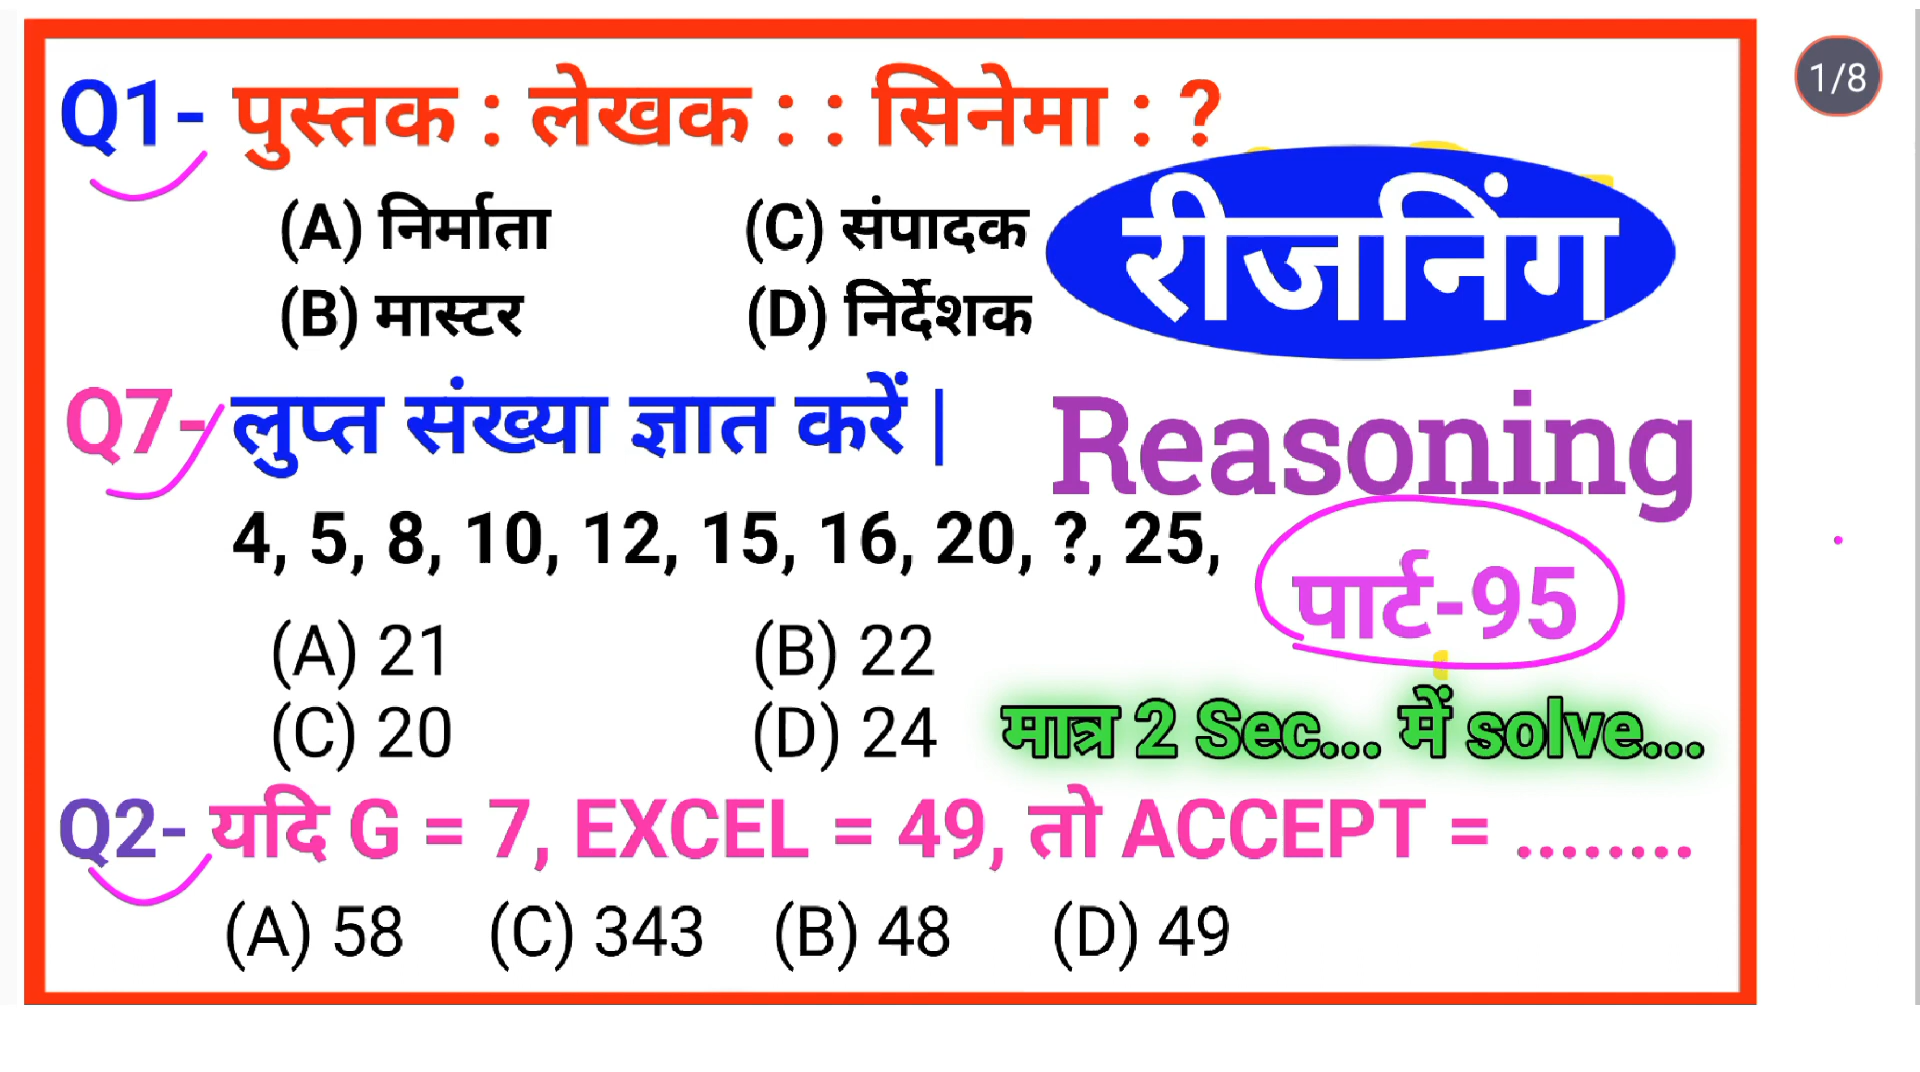 1/8
Q1- पुस्तक : लेखक : : सिनेमा : ?
(A) निर्माता (C) संपादक
(B) मास्टर (D) निर्देशक
रीजनिंग
Q7- लुप्त संख्या ज्ञात करें |
Reasoning
4, 5, 8, 10, 12, 15, 16, 20, ?, 25,
पार्ट-95
(A) 21 (B) 22
(C) 20 (D) 24
मात्र 2 Sec... में solve...
Q2- यदि G = 7, EXCEL = 49, तो ACCEPT = ........
(A) 58 (C) 343 (B) 48 (D) 49